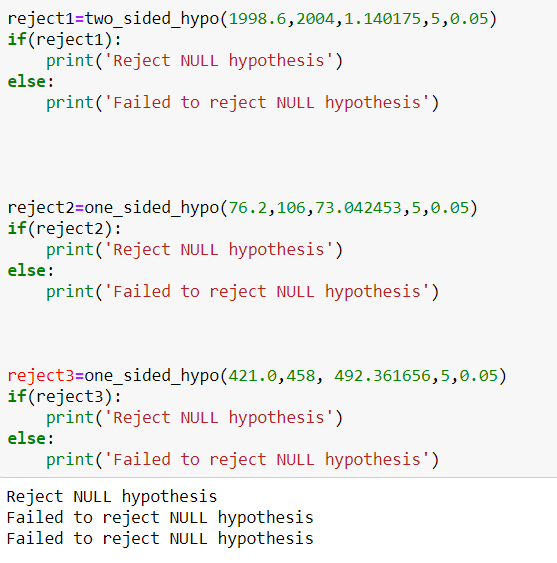 reject1=two_sided_hypo(1998.6,2004,1.140175,5,0.05)
if(reject1):
    print('Reject NULL hypothesis')
else:
    print('Failed to reject NULL hypothesis')
reject2=one_sided_hypo(76.2,106,73.042453,5,0.05)
if(reject2):
    print('Reject NULL hypothesis')
else:
    print('Failed to reject NULL hypothesis')
reject3=one_sided_hypo(421.0,458, 492.361656,5,0.05)
if(reject3):
    print('Reject NULL hypothesis')
else:
    print('Failed to reject NULL hypothesis')
Reject NULL hypothesis
Failed to reject NULL hypothesis
Failed to reject NULL hypothesis